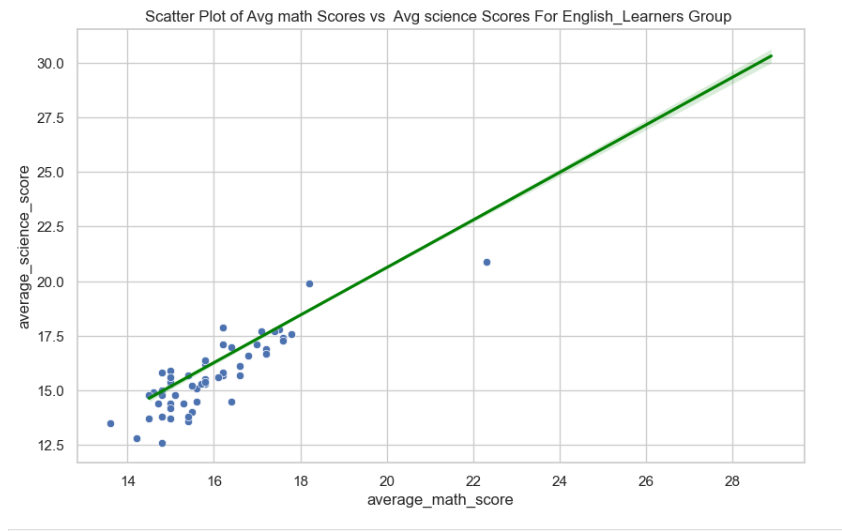 Scatter Plot of Avg math Scores vs  Avg science Scores For English_Learners Group
30.0
27.5
25.0
22.5
20.0
17.5
15.0
12.5
average_science_score
14 16 18 20 22 24 26 28
average_math_score